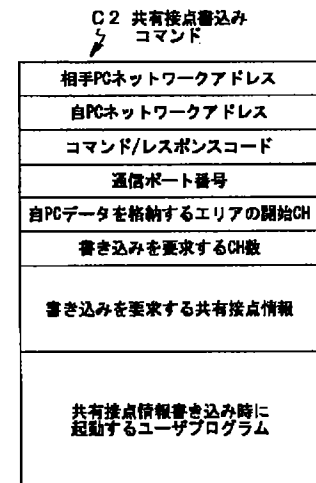 C2 共有接点書込み
コマンド
相手PCネットワークアドレス
自PCネットワークアドレス
コマンド/レスポンスコード
通信ポート番号
自PCデータを格納するエリアの開始CH
書き込みを要求するCH数
書き込みを要求する共有接点情報
共有接点情報書き込み時に
起動するユーザプログラム